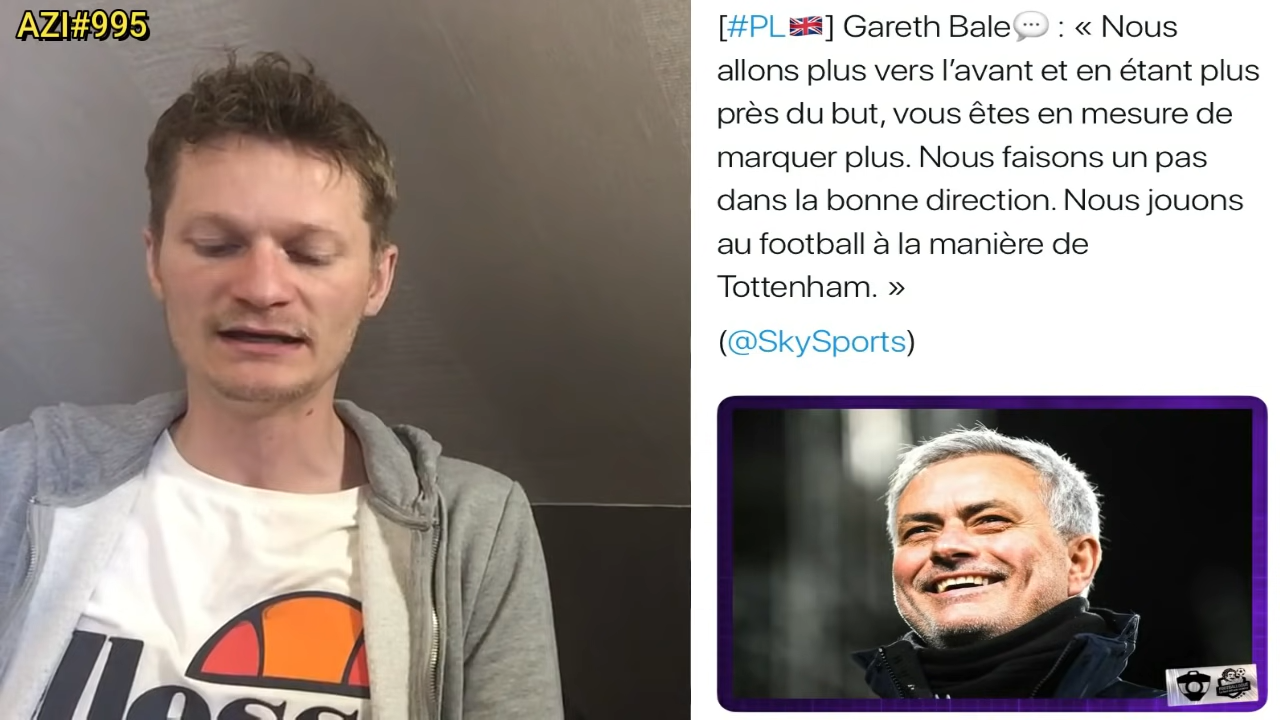 AZI#995
[#PL🇬🇧] Gareth Bale💬 : « Nous
allons plus vers l’avant et en étant plus
près du but, vous êtes en mesure de
marquer plus. Nous faisons un pas
dans la bonne direction. Nous jouons
au football à la manière de
Tottenham. »
(@SkySports)